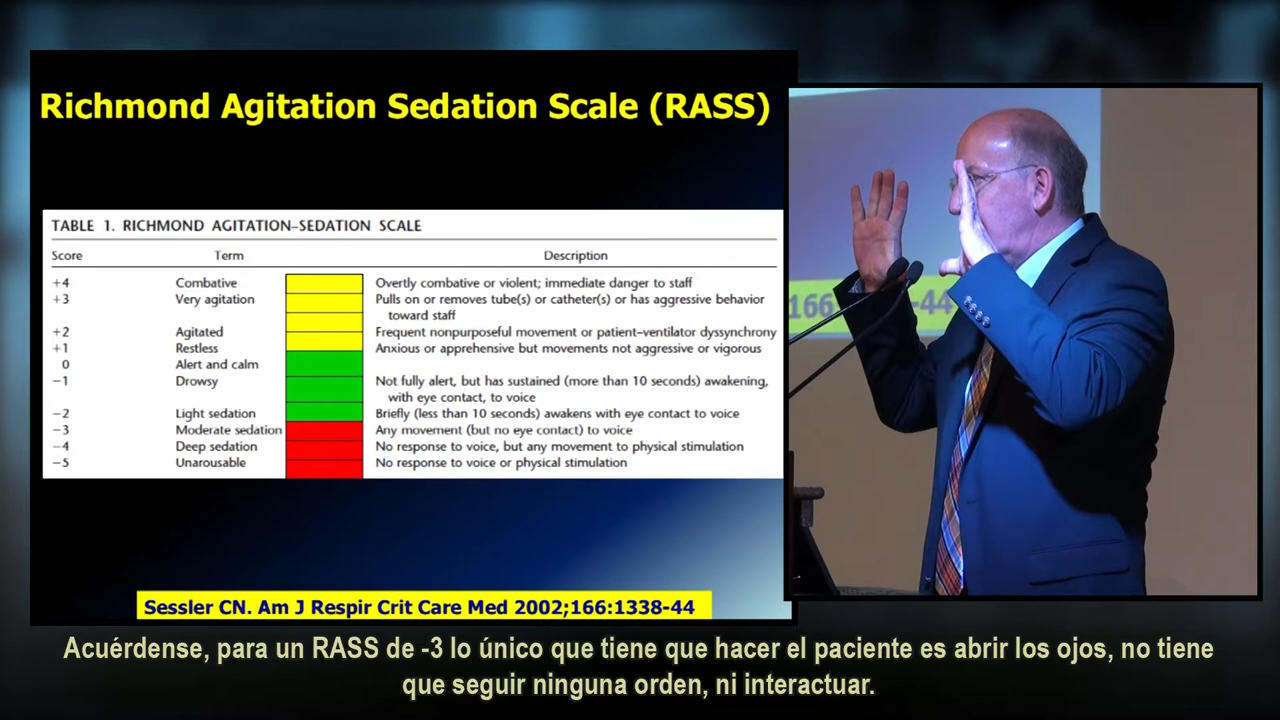 Richmond Agitation Sedation Scale (RASS)
TABLE 1. RICHMOND AGITATION–SEDATION SCALE
Score Term Description
+4 Combative Overtly combative or violent; immediate danger to staff
+3 Very agitation Pulls on or removes tube(s) or catheter(s) or has aggressive behavior
toward staff
+2 Agitated Frequent nonpurposeful movement or patient–ventilator dyssynchrony
+1 Restless Anxious or apprehensive but movements not aggressive or vigorous
0 Alert and calm
−1 Drowsy Not fully alert, but has sustained (more than 10 seconds) awakening,
with eye contact, to voice
−2 Light sedation Briefly (less than 10 seconds) awakens with eye contact to voice
−3 Moderate sedation Any movement (but no eye contact) to voice
−4 Deep sedation No response to voice, but any movement to physical stimulation
−5 Unarousable No response to voice or physical stimulation
Sessler CN. Am J Respir Crit Care Med 2002;166:1338-44
166 -44
Acuérdense, para un RASS de -3 lo único que tiene que hacer el paciente es abrir los ojos, no tiene
que seguir ninguna orden, ni interactuar.